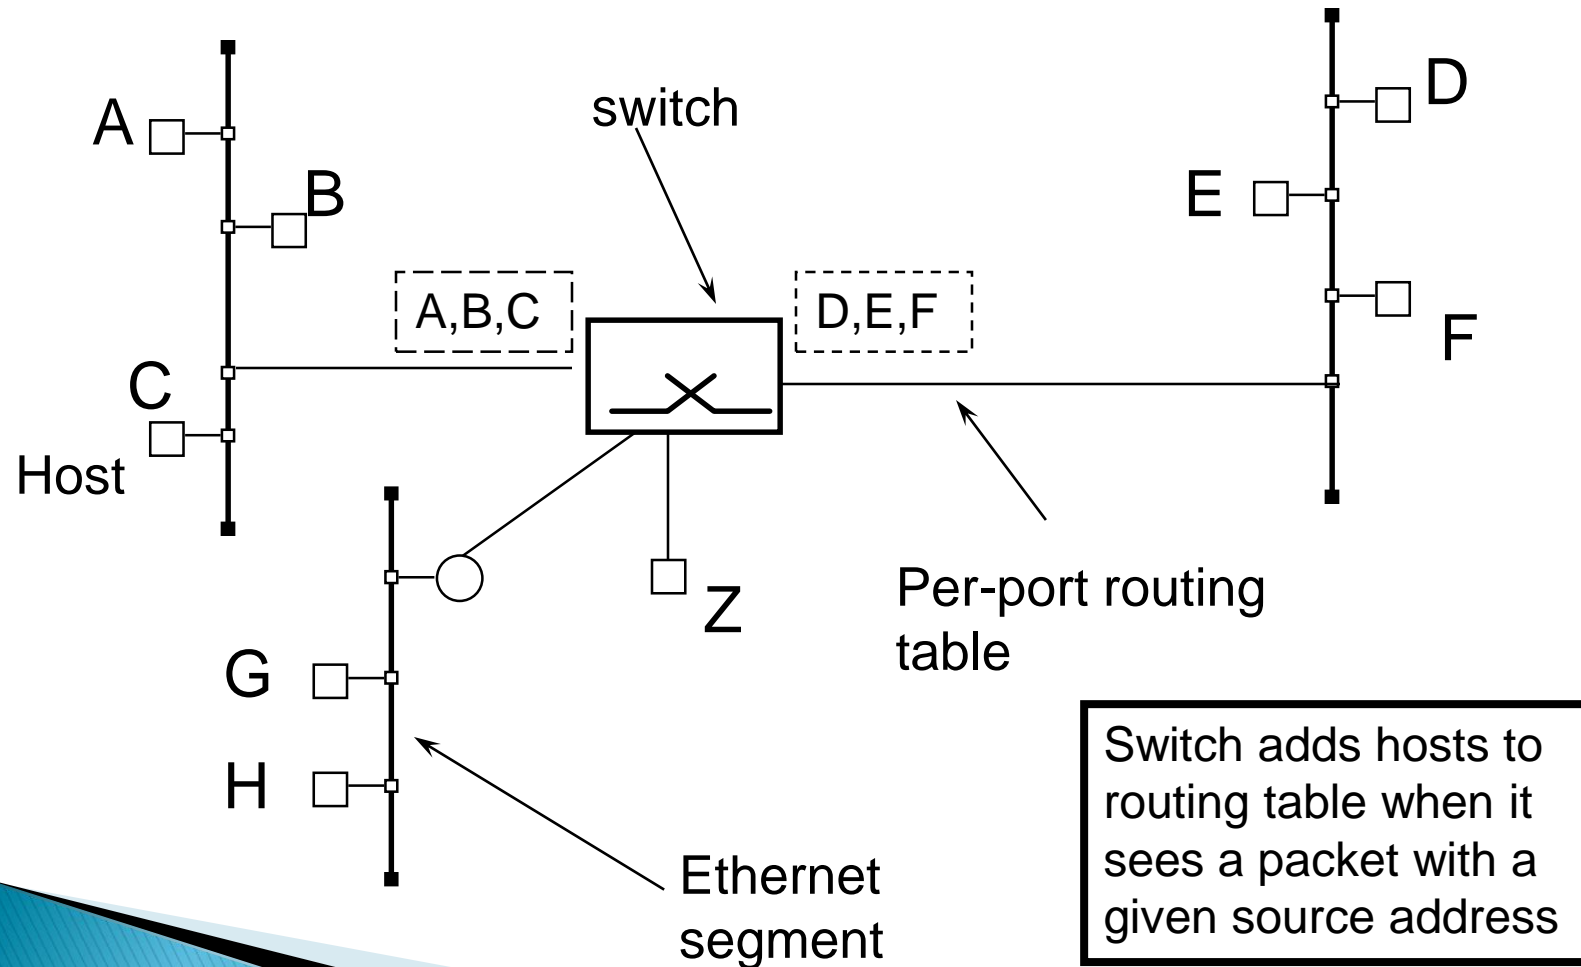 A
B
C
Host
switch
A,B,C
D,E,F
D
E
F
Z
G
H
Per-port routing
table
Ethernet
segment
Switch adds hosts to
routing table when it
sees a packet with a
given source address